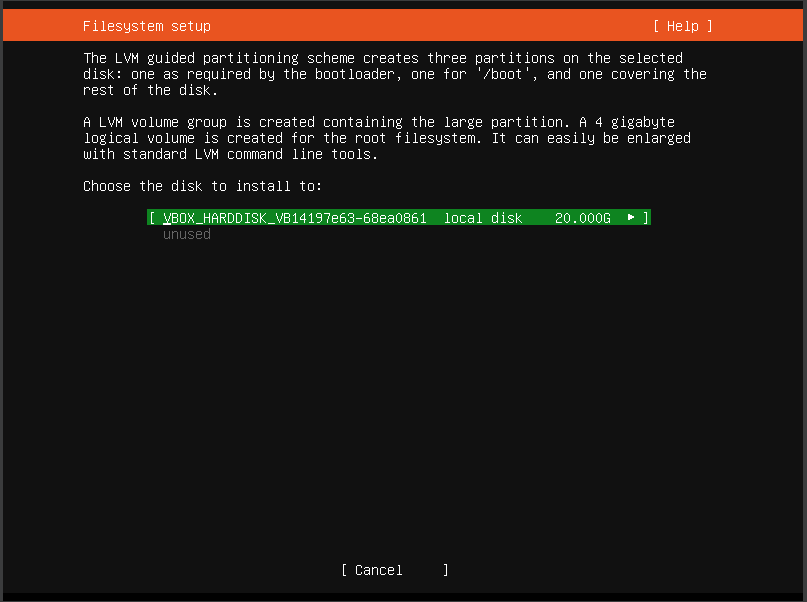 Filesystem setup [ Help ]
The LVM guided partitioning scheme creates three partitions on the selected
disk: one as required by the bootloader, one for '/boot', and one covering the
rest of the disk.
A LVM volume group is created containing the large partition. A 4 gigabyte
logical volume is created for the root filesystem. It can easily be enlarged
with standard LVM command line tools.
Choose the disk to install to:
[ VBOX_HARDDISK_VB14197e63-68ea0861 local disk 20.000G ► ]
unused
[ Cancel ]